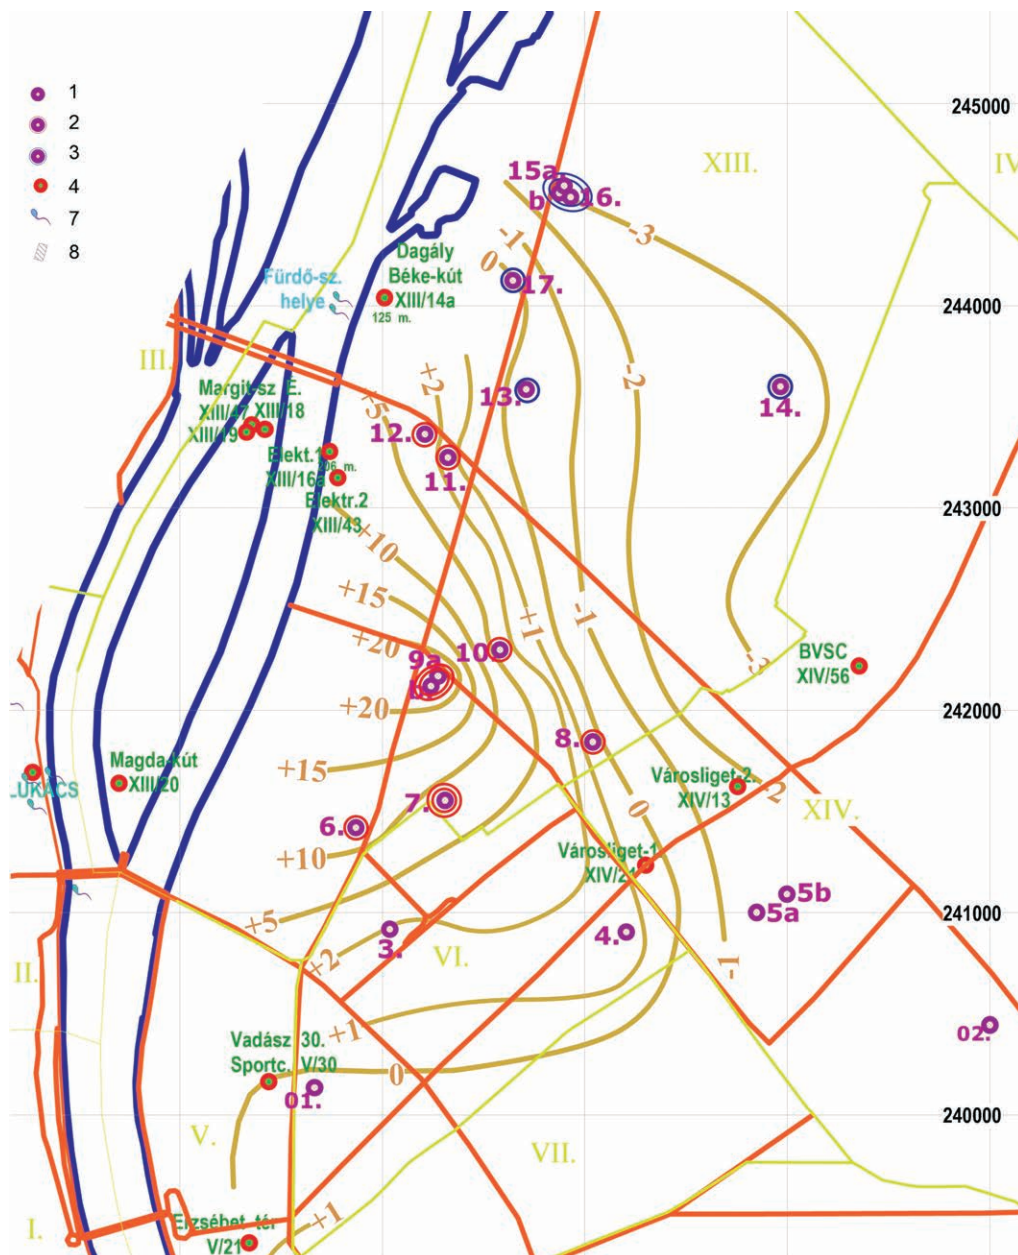 1
2
3
4
7
8
245000
244000
243000
242000
241000
240000
XIII.
IV
III.
II.
I.
V.
VI.
VII.
XIV.
15a.
b
16.
17.
Dagály
Béke-kút
XIII/14a
125 m.
Fürdő-sz.
helye
-3
-1
0
-2
Margit-sz É.
XIII/47 XIII/18
XIII/19
+5
+2
13.
14.
12.
11.
Elekt.1
XIII/16a
Elektr.2
XIII/43
+10
+15
+20
+1
-1
9a
10.
-3
BVSC
XIV/56
+20
8.
+15
Magda-kút
XIII/20
LUKÁCS
Városliget-2.
XIV/13
-2
7.
0
6.
+10
Városliget-1
XIV/21
5b
5a
+5
3.
4.
+2
-1
02.
+1
Vadász 30.
Sportc. V/30
0
01.
+1
Erzsébet tér
V/21